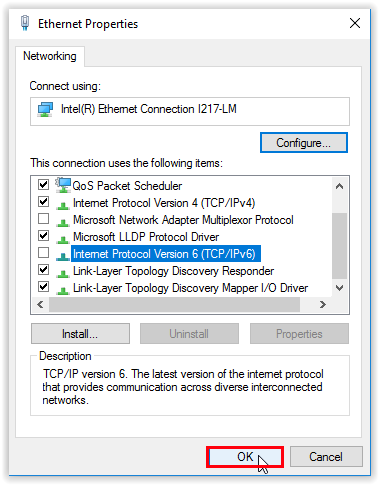 Ethernet Properties
Networking
Connect using:
Intel(R) Ethernet Connection I217-LM
Configure...
This connection uses the following items:
QoS Packet Scheduler
Internet Protocol Version 4 (TCP/IPv4)
Microsoft Network Adapter Multiplexor Protocol
Microsoft LLDP Protocol Driver
Internet Protocol Version 6 (TCP/IPv6)
Link-Layer Topology Discovery Responder
Link-Layer Topology Discovery Mapper I/O Driver
Install...
Uninstall
Properties
Description
TCP/IP version 6. The latest version of the internet protocol
that provides communication across diverse interconnected
networks.
OK
Cancel